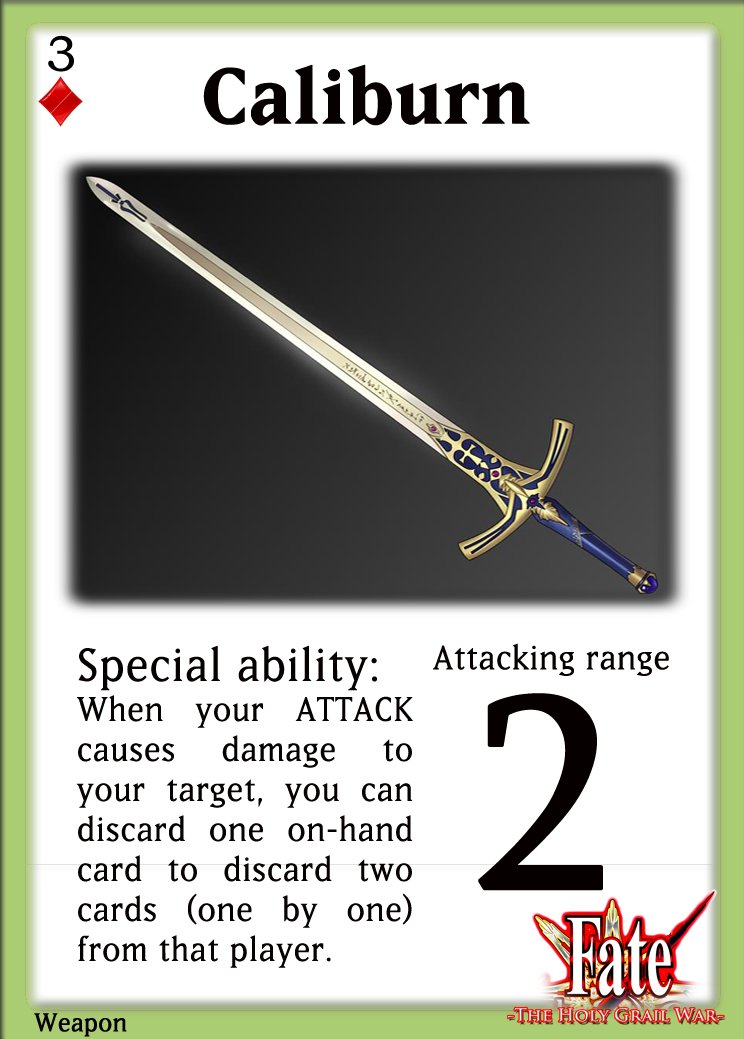 3
Caliburn
Special ability:
When your ATTACK
causes damage to
your target, you can
discard one on-hand
card to discard two
cards (one by one)
from that player.
Attacking range
2
Fate
-THE HOLY GRAIL WAR-
Weapon